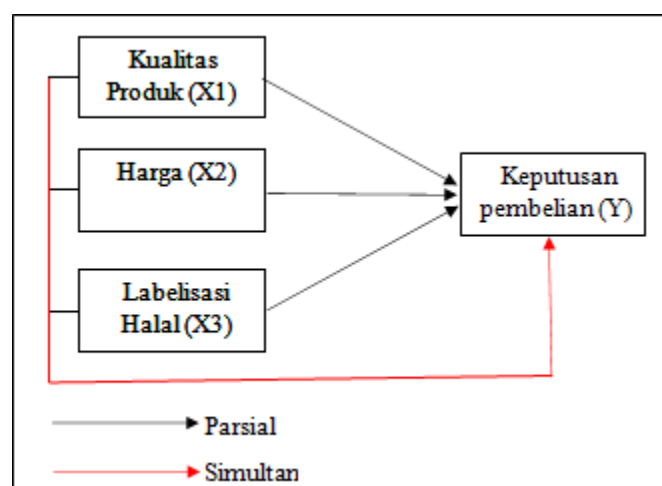 Kualitas
Produk (X1)
Harga (X2)
Keputusan
pembelian (Y)
Labelisasi
Halal (X3)
Parsial
Simultan